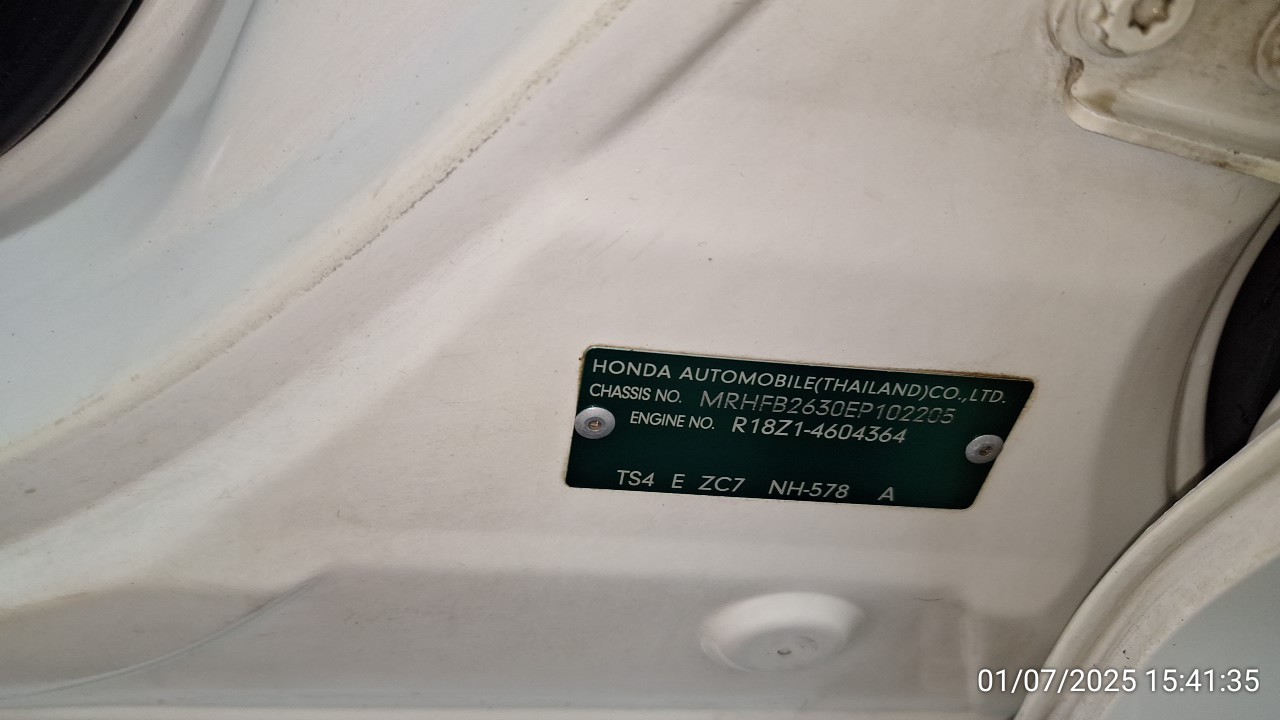 HONDA AUTOMOBILE(THAILAND)CO.,LTD.
CHASSIS NO. MRHFB2630EP102205
ENGINE NO. R18Z1-4604364
TS4 E ZC7 NH-578 A
01/07/2025 15:41:35